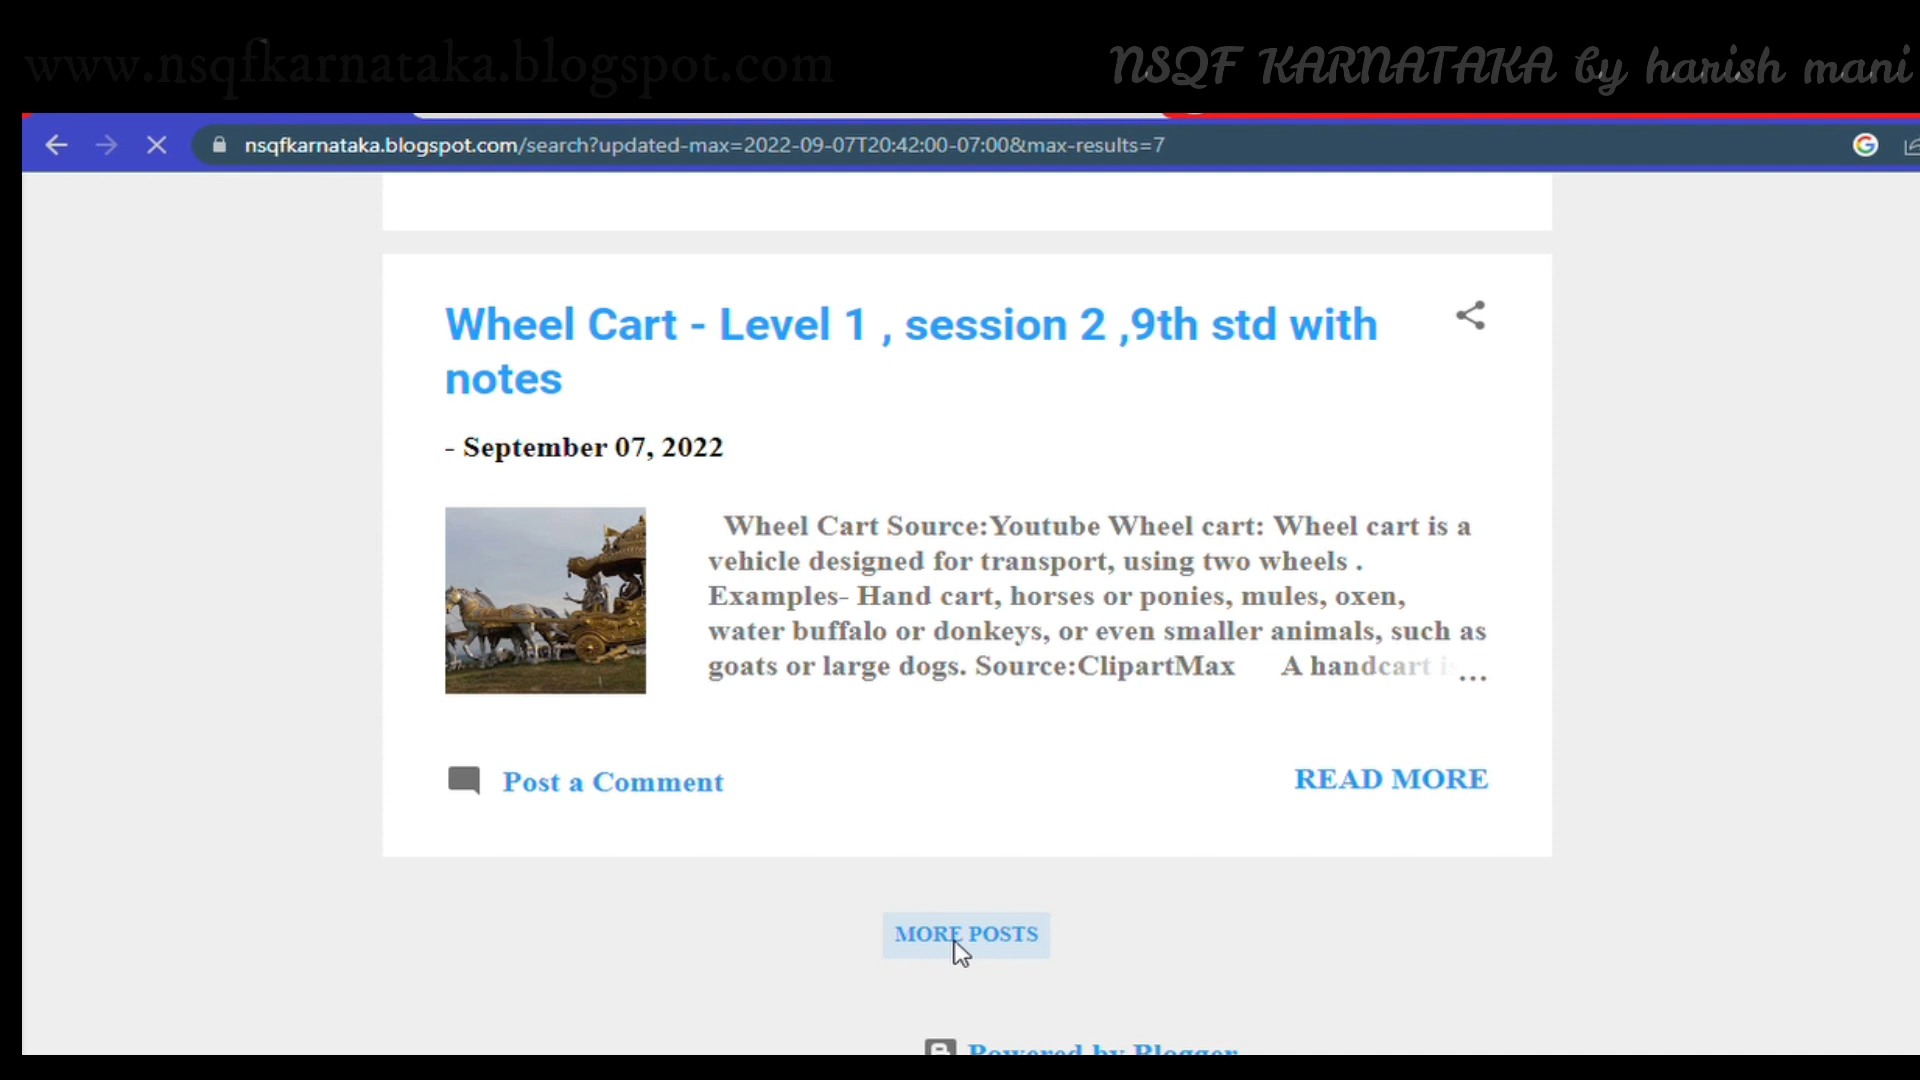 www.nsqfkarnataka.blogspot.com
NSQF KARNATAKA by harish mani
nsqfkarnataka.blogspot.com/search?updated-max=2022-09-07T20:42:00-07:00&max-results=7
Wheel Cart - Level 1 , session 2 ,9th std with
notes
- September 07, 2022
Wheel Cart Source:Youtube Wheel cart: Wheel cart is a
vehicle designed for transport, using two wheels .
Examples- Hand cart, horses or ponies, mules, oxen,
water buffalo or donkeys, or even smaller animals, such as
goats or large dogs. Source:ClipartMax A handcart is...
Post a Comment
READ MORE
MORE POSTS
Powered by Blogger